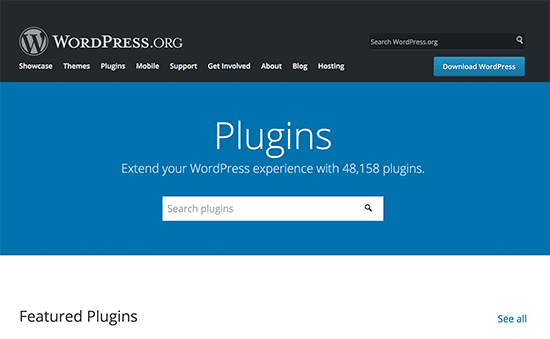 WORDPRESS.ORG
Search WordPress.org
Showcase Themes Plugins Mobile Support Get Involved About Blog Hosting
Download WordPress
Plugins
Extend your WordPress experience with 48,158 plugins.
Search plugins
Featured Plugins
See all